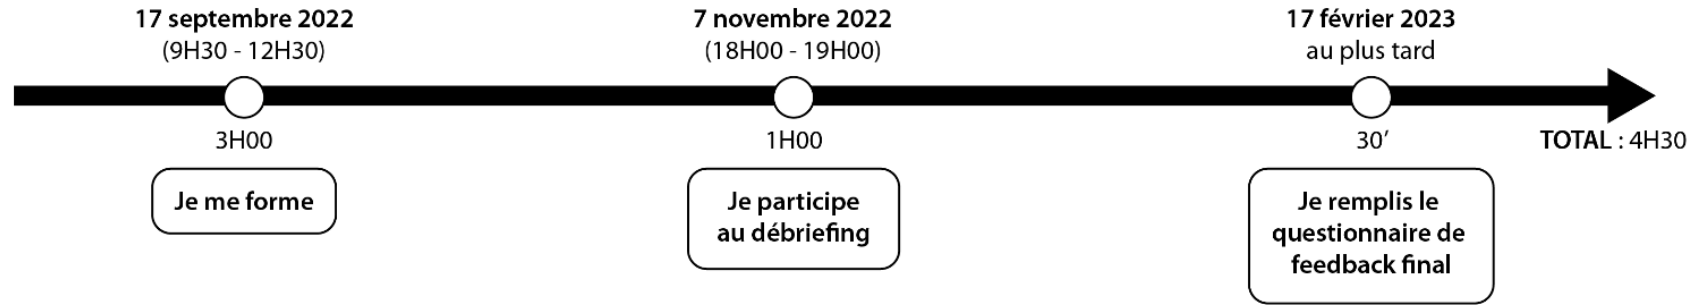 17 septembre 2022
(9H30 - 12H30)
3H00
Je me forme
7 novembre 2022
(18H00 - 19H00)
1H00
Je participe
au débriefing
17 février 2023
au plus tard
30’
Je remplis le
questionnaire de
feedback final
TOTAL : 4H30